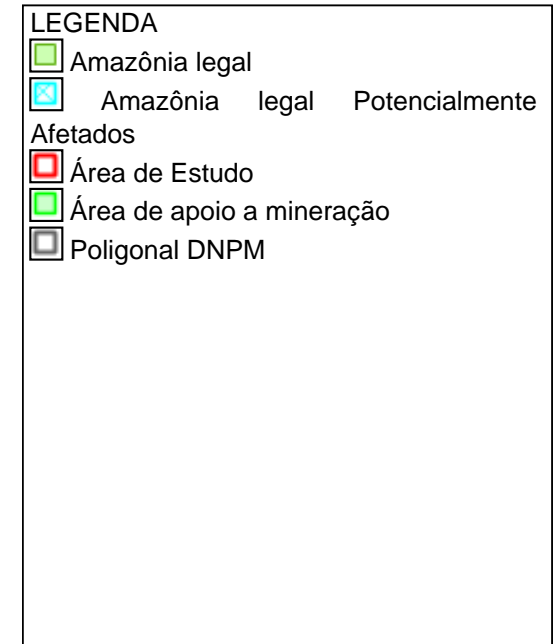 LEGENDA
Amazônia legal
Amazônia legal Potencialmente
Afetados
Área de Estudo
Área de apoio a mineração
Poligonal DNPM